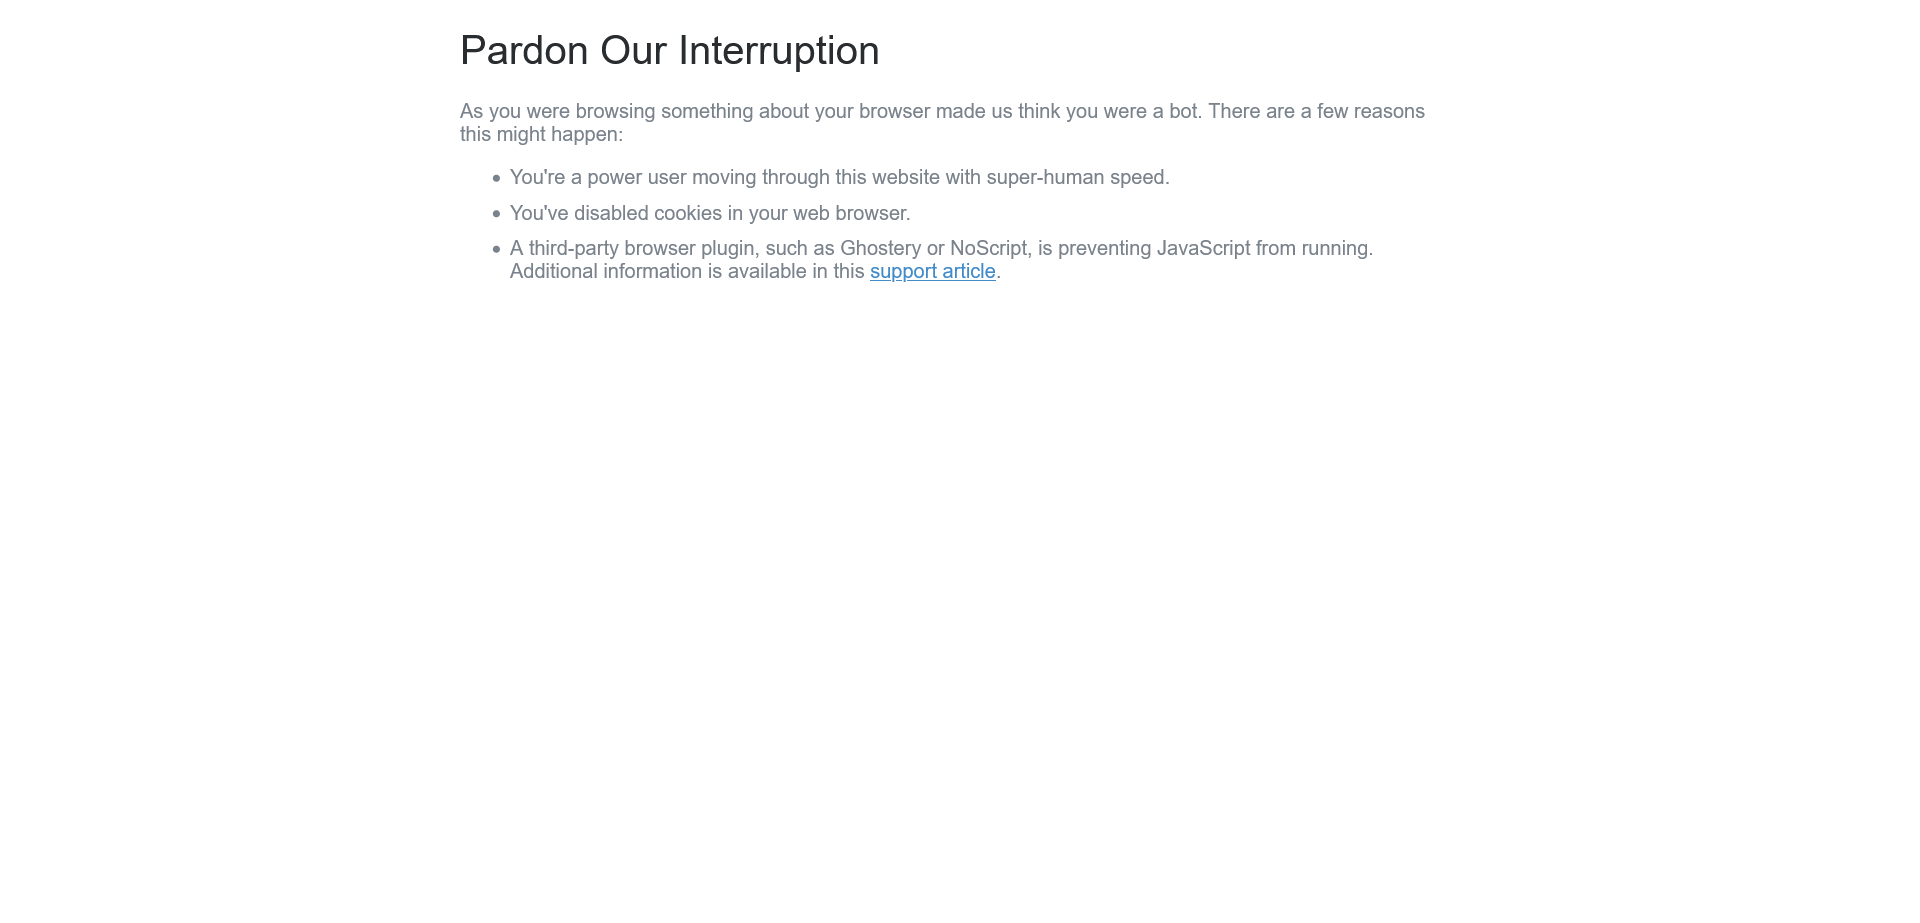 Pardon Our Interruption
As you were browsing something about your browser made us think you were a bot. There are a few reasons
this might happen:
• You're a power user moving through this website with super-human speed.
• You've disabled cookies in your web browser.
• A third-party browser plugin, such as Ghostery or NoScript, is preventing JavaScript from running.
Additional information is available in this support article.